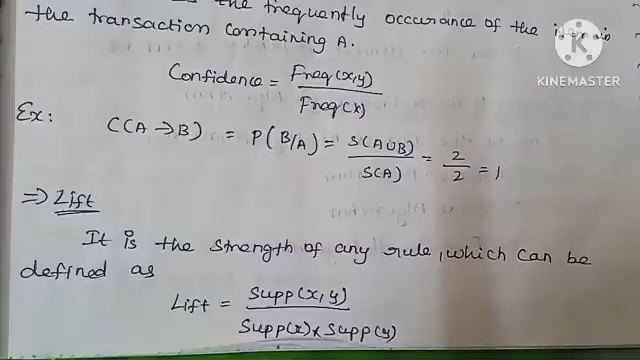 the frequently occurance of the items in
the transaction containing A.
Confidence = Freq(x,y) / Freq(x)
Ex: C(A → B) = P(B/A) = S(A∪B) / S(A) = 2/2 = 1
⇒ Lift
It is the strength of any rule, which can be
defined as
Lift = Supp(x,y) / Supp(x) x Supp(y)
KINEMASTER